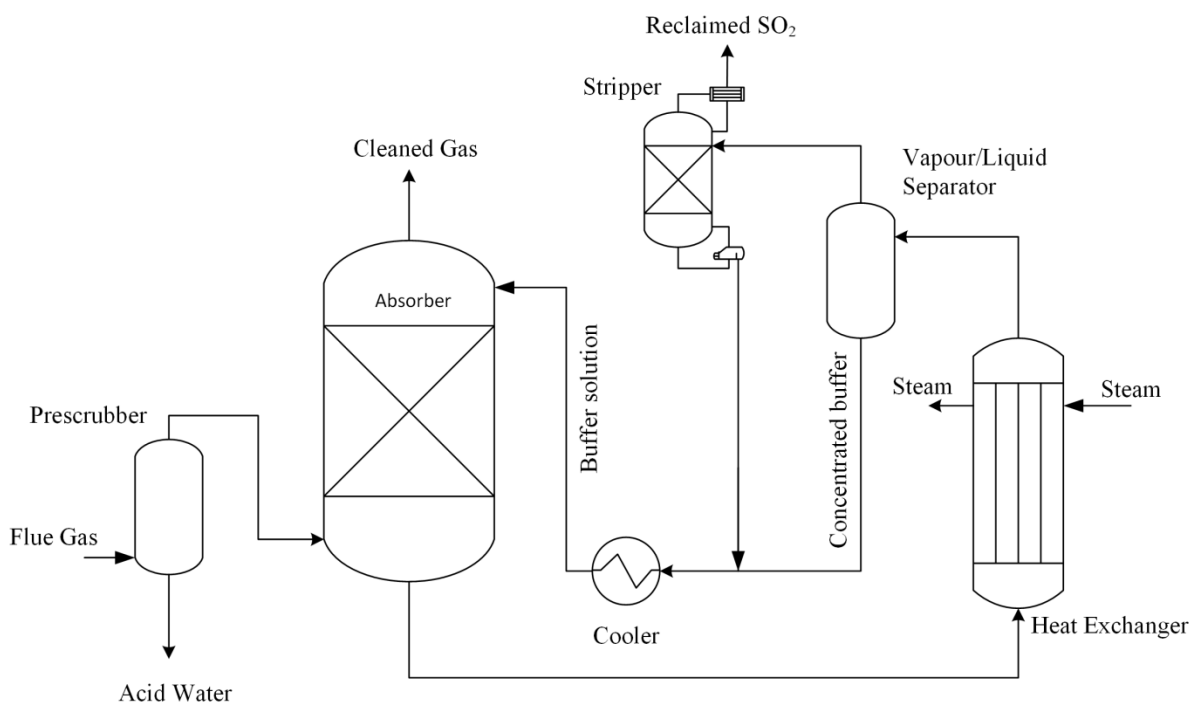 Reclaimed SO₂
Stripper
Cleaned Gas
Vapour/Liquid
Separator
Absorber
Buffer solution
Concentrated buffer
Steam
Steam
Prescrubber
Flue Gas
Cooler
Heat Exchanger
Acid Water